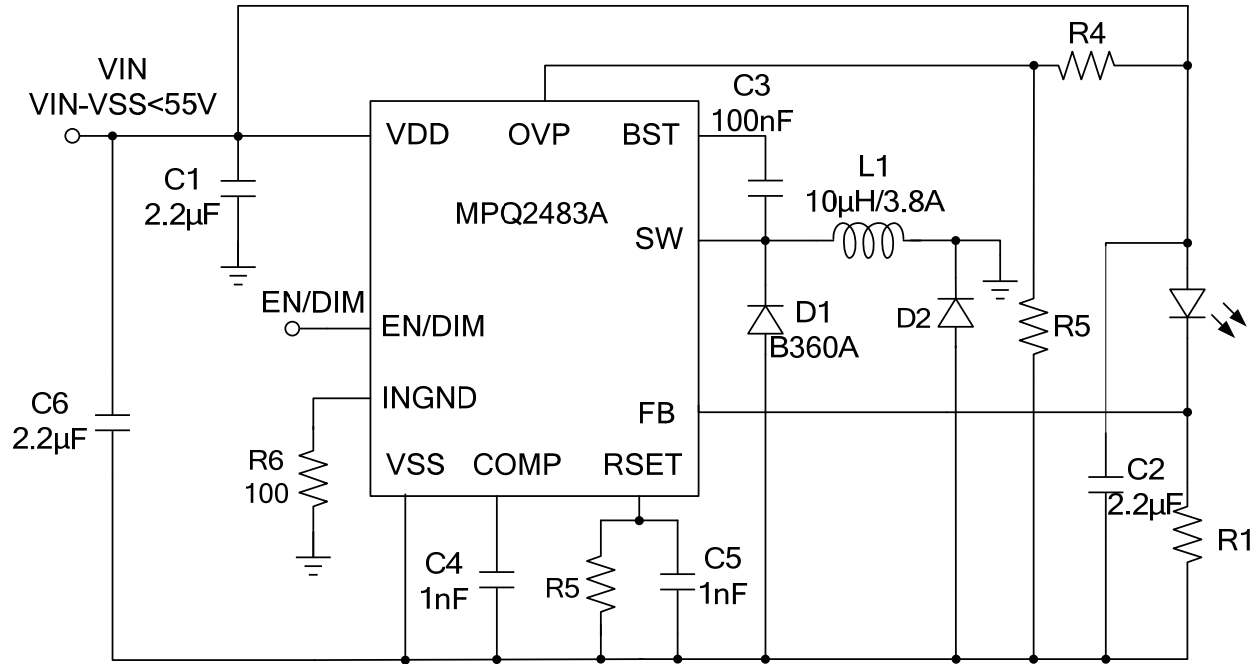 R4
VIN
VIN-VSS<55V
C3
100nF
VDD
OVP
BST
C1
2.2µF
L1
10µH/3.8A
MPQ2483A
SW
EN/DIM
EN/DIM
D1
B360A
D2
R5
C6
2.2µF
INGND
FB
R6
100
VSS
COMP
RSET
C2
2.2µF
R1
C4
1nF
R5
C5
1nF